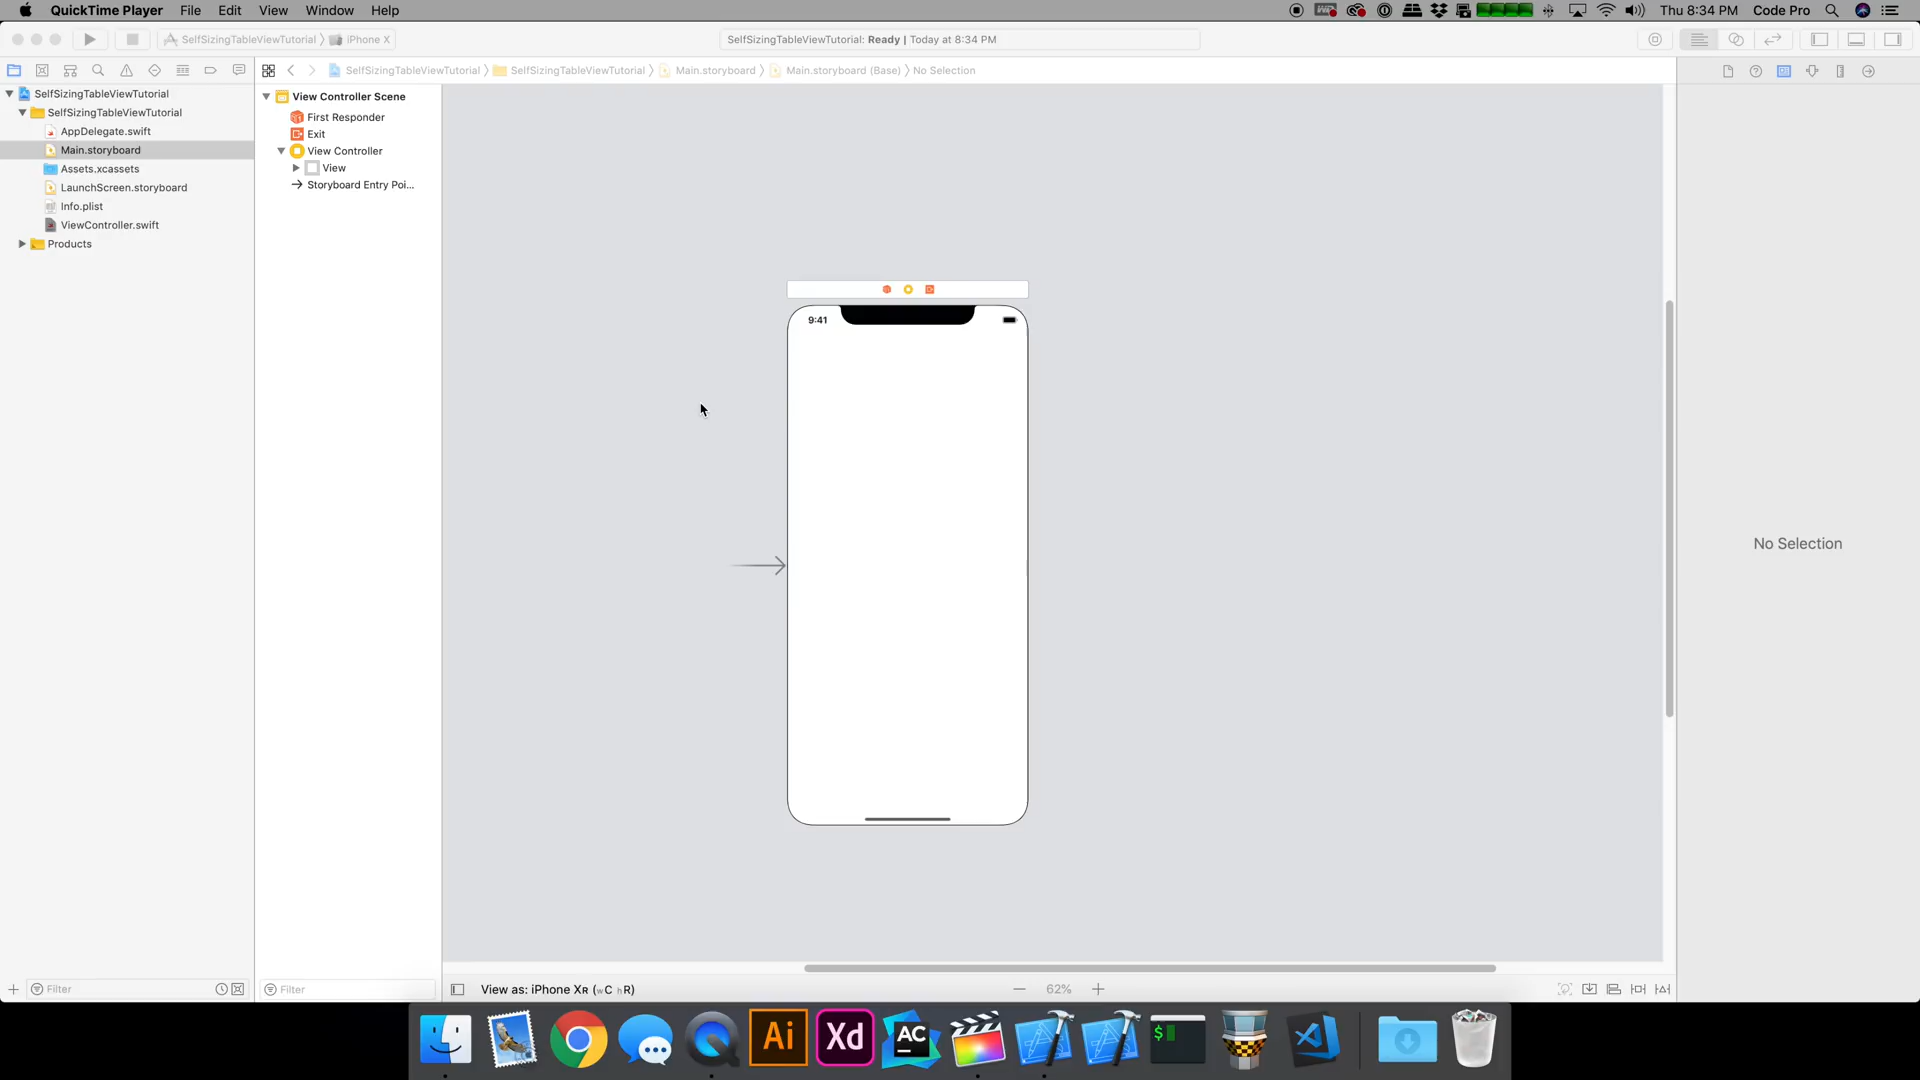 QuickTime Player File Edit View Window Help Thu 8:34 PM Code Pro
SelfSizingTableViewTutorial iPhone X SelfSizingTableViewTutorial: Ready | Today at 8:34 PM
SelfSizingTableViewTutorial SelfSizingTableViewTutorial Main.storyboard Main.storyboard (Base) No Selection
SelfSizingTableViewTutorial
SelfSizingTableViewTutorial
AppDelegate.swift
Main.storyboard
Assets.xcassets
LaunchScreen.storyboard
Info.plist
ViewController.swift
Products
View Controller Scene
First Responder
Exit
View Controller
View
Storyboard Entry Poi...
9:41
No Selection
Filter
Filter
View as: iPhone XR (wC hR)
62%
Ai
Xd
AC
$